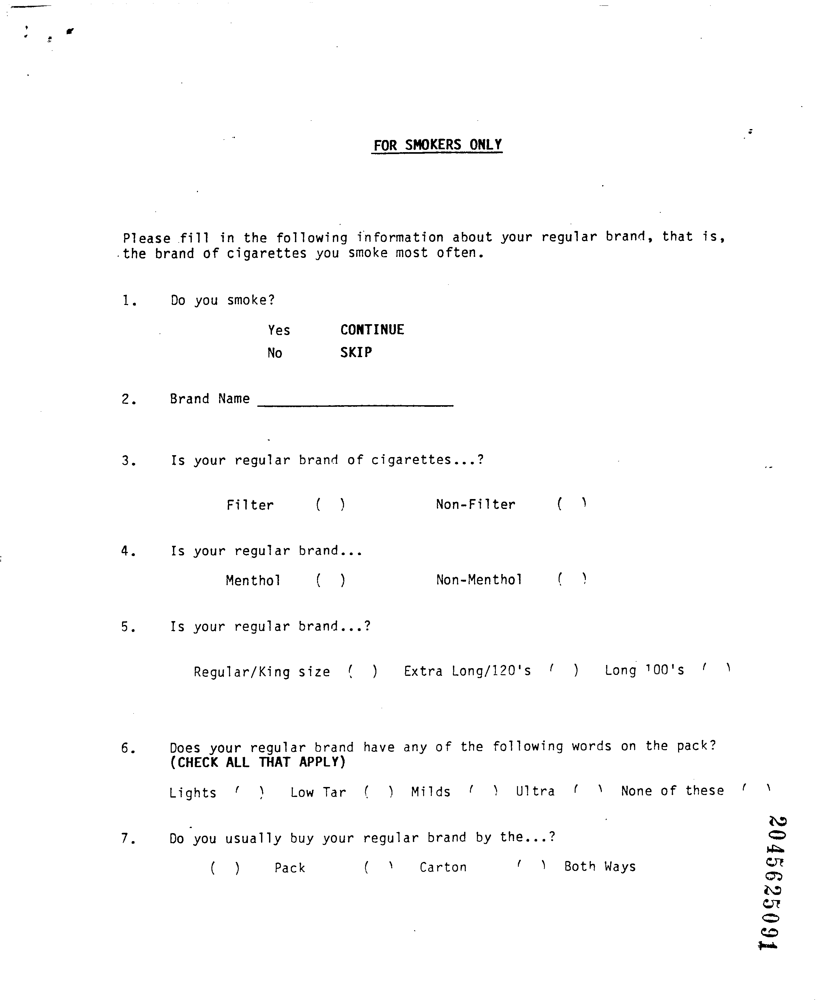 FOR SMOKERS ONLY
Please fill in the following information about your regular brand, that is,
the brand of cigarettes you smoke most often.
1. Do you smoke?
Yes CONTINUE
No SKIP
2. Brand Name ____________________
3. Is your regular brand of cigarettes...?
Filter ( ) Non-Filter ( )
4. Is your regular brand...
Menthol ( ) Non-Menthol ( )
5. Is your regular brand...?
Regular/King size ( ) Extra Long/120's ( ) Long 100's ( )
6. Does your regular brand have any of the following words on the pack?
(CHECK ALL THAT APPLY)
Lights ( ) Low Tar ( ) Milds ( ) Ultra ( ) None of these ( )
7. Do you usually buy your regular brand by the...?
( ) Pack ( ) Carton ( ) Both Ways
2045625091